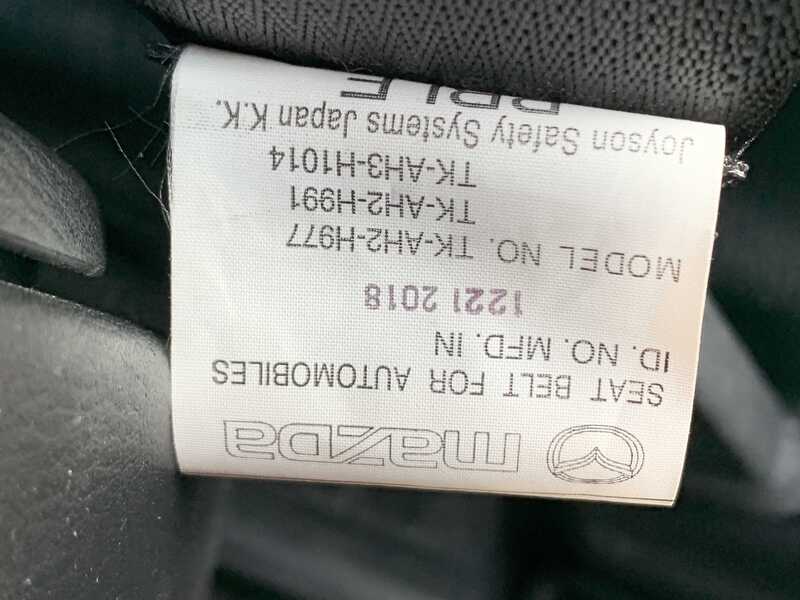 mazda
SEAT BELT FOR AUTOMOBILES
ID. NO. MFD. IN
1221 2018
MODEL NO. TK-AH2-H977
TK-AH2-H991
TK-AH3-H1014
Joyson Safety Systems Japan K.K.